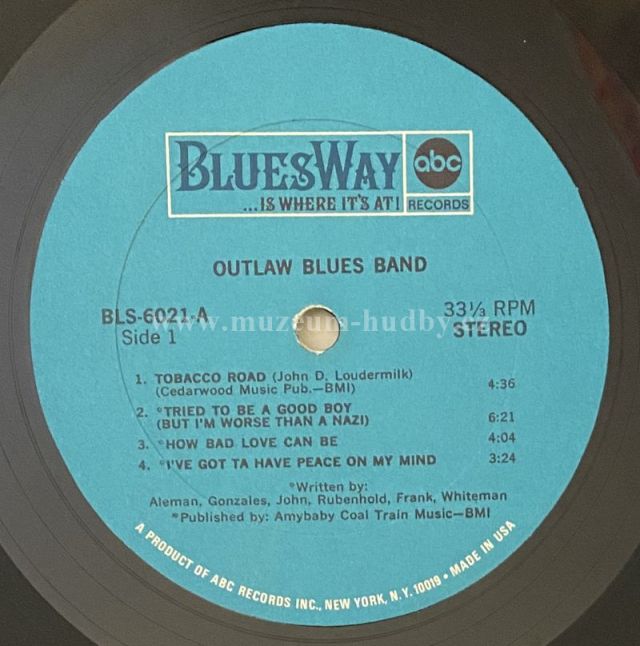 BLUESWAY
...IS WHERE IT'S AT!
abc
RECORDS
OUTLAW BLUES BAND
BLS-6021-A
Side 1
33⅓ RPM
STEREO
www.muzeum-hudby.cz
1. TOBACCO ROAD (John D. Loudermilk)
(Cedarwood Music Pub.—BMI) 4:36
2. *TRIED TO BE A GOOD BOY
(BUT I'M WORSE THAN A NAZI) 6:21
3. *HOW BAD LOVE CAN BE 4:04
4. *I'VE GOT TA HAVE PEACE ON MY MIND 3:24
*Written by:
Aleman, Gonzales, John, Rubenhold, Frank, Whiteman
*Published by: Amybaby Coal Train Music—BMI
A PRODUCT OF ABC RECORDS INC., NEW YORK, N.Y. 10019 • MADE IN USA